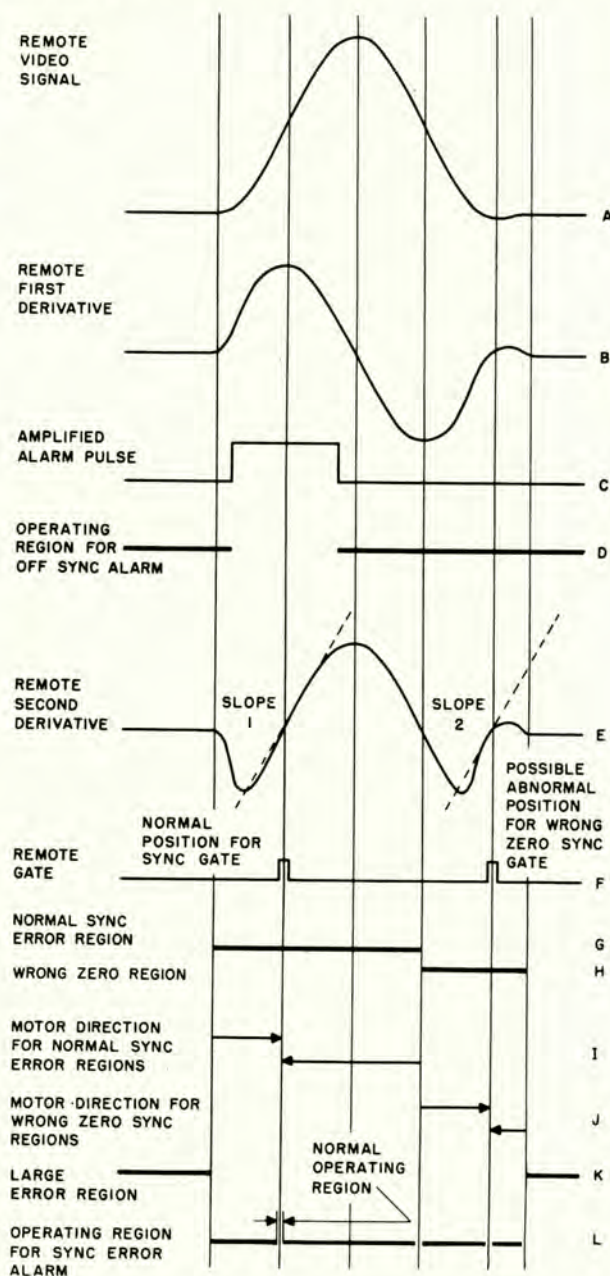 REMOTE
VIDEO
SIGNAL
A
REMOTE
FIRST
DERIVATIVE
B
AMPLIFIED
ALARM PULSE
C
OPERATING
REGION FOR
OFF SYNC ALARM
D
REMOTE
SECOND
DERIVATIVE
SLOPE
1
SLOPE
2
E
NORMAL
POSITION FOR
SYNC GATE
POSSIBLE
ABNORMAL
POSITION
FOR WRONG
ZERO SYNC
GATE
REMOTE
GATE
F
NORMAL SYNC
ERROR REGION
G
WRONG ZERO REGION
H
MOTOR DIRECTION
FOR NORMAL SYNC
ERROR REGIONS
I
MOTOR DIRECTION FOR
WRONG ZERO SYNC
REGIONS
J
NORMAL
OPERATING
REGION
LARGE
ERROR REGION
K
OPERATING REGION
FOR SYNC ERROR
ALARM
L